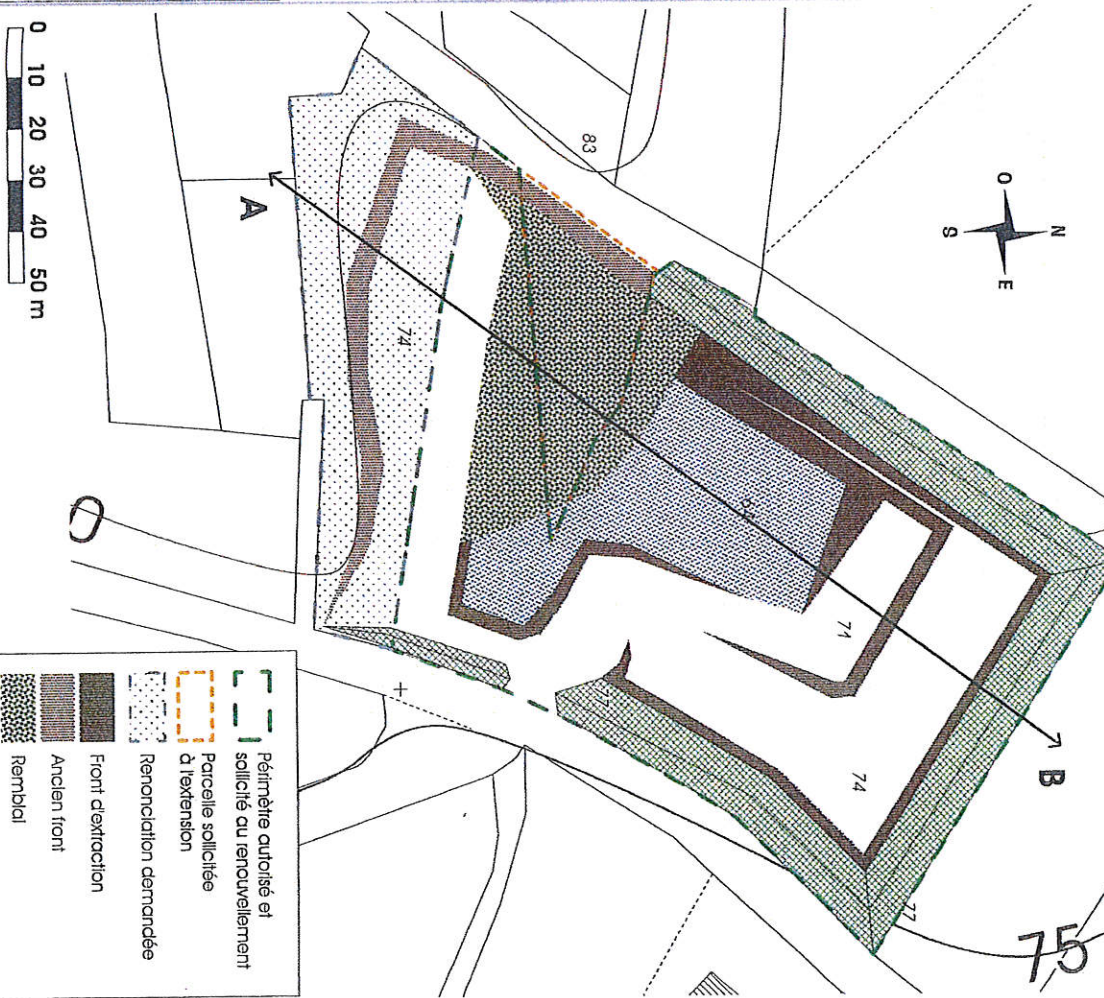 N
O
E
S
83
A
74
71
74
77
B
75
0 10 20 30 40 50 m
Périmètre autorisé et
sollicité au renouvellement
Parcelle sollicitée
à l'extension
Renonciation demandée
Front d'extraction
Ancien front
Remblai